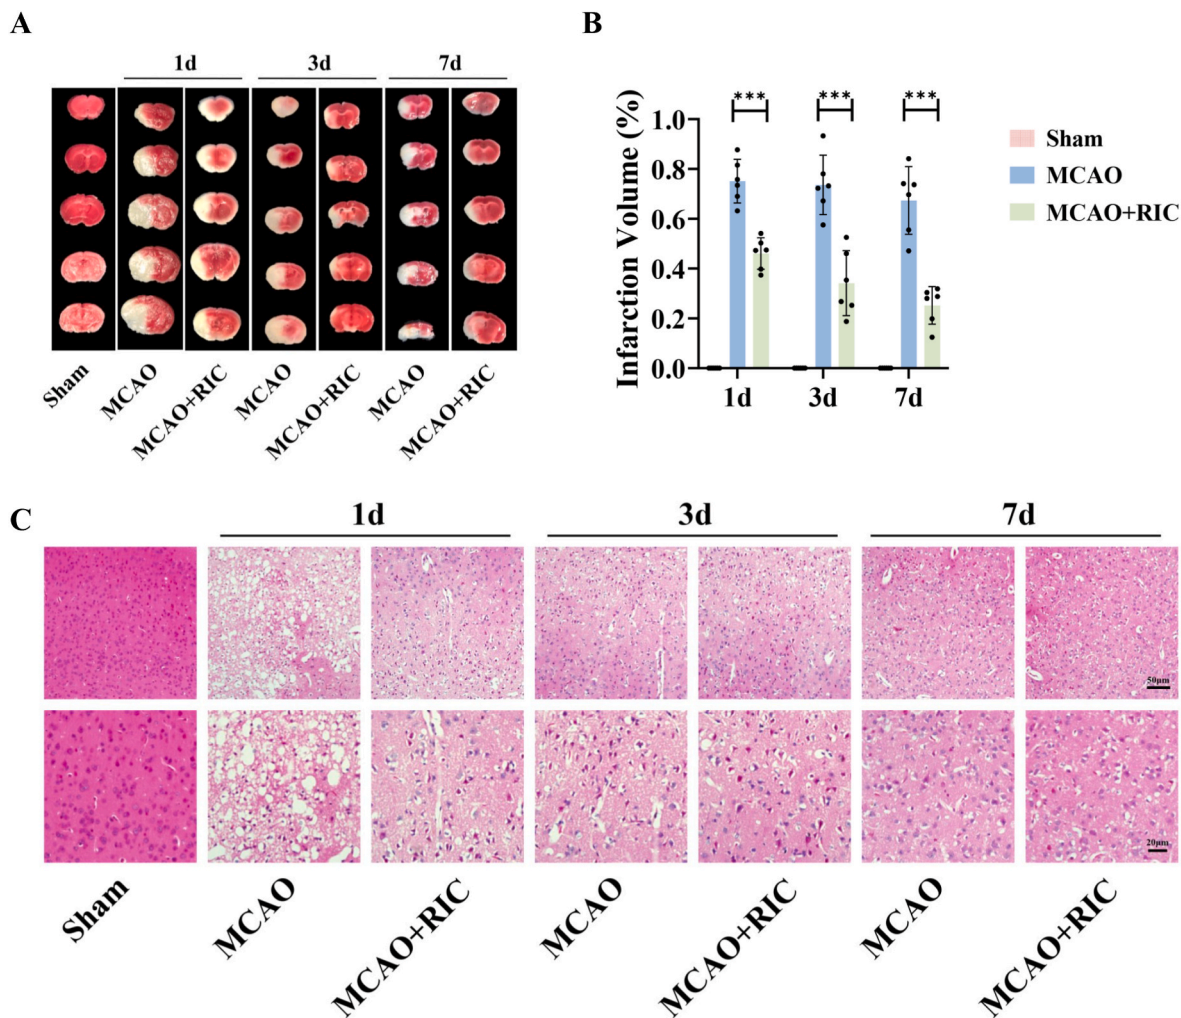 A
1d
3d
7d
Sham
MCAO
MCAO+RIC
MCAO
MCAO+RIC
MCAO
MCAO+RIC
B
Infarction Volume (%)
1.0
0.8
0.6
0.4
0.2
0.0
***
***
***
1d
3d
7d
Sham
MCAO
MCAO+RIC
C
1d
3d
7d
50μm
20μm
Sham
MCAO
MCAO+RIC
MCAO
MCAO+RIC
MCAO
MCAO+RIC